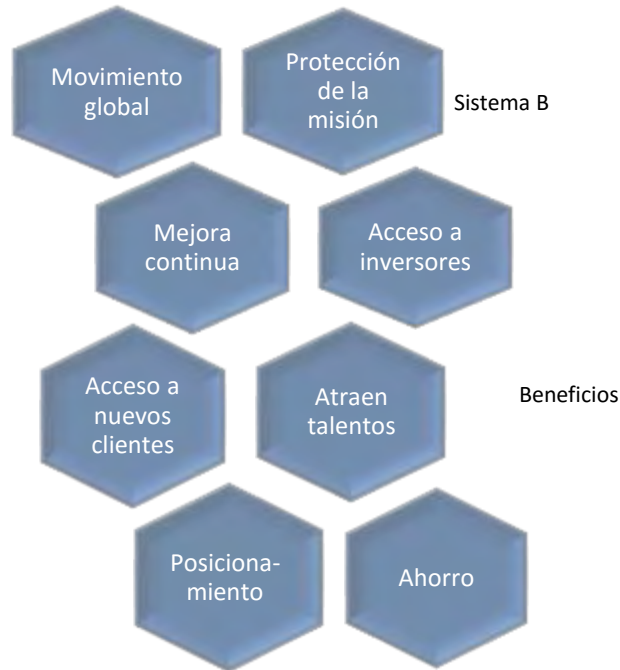 Movimiento
global
Protección
de la
misión
Sistema B
Mejora
continua
Acceso a
inversores
Acceso a
nuevos
clientes
Atraen
talentos
Beneficios
Posiciona-
miento
Ahorro